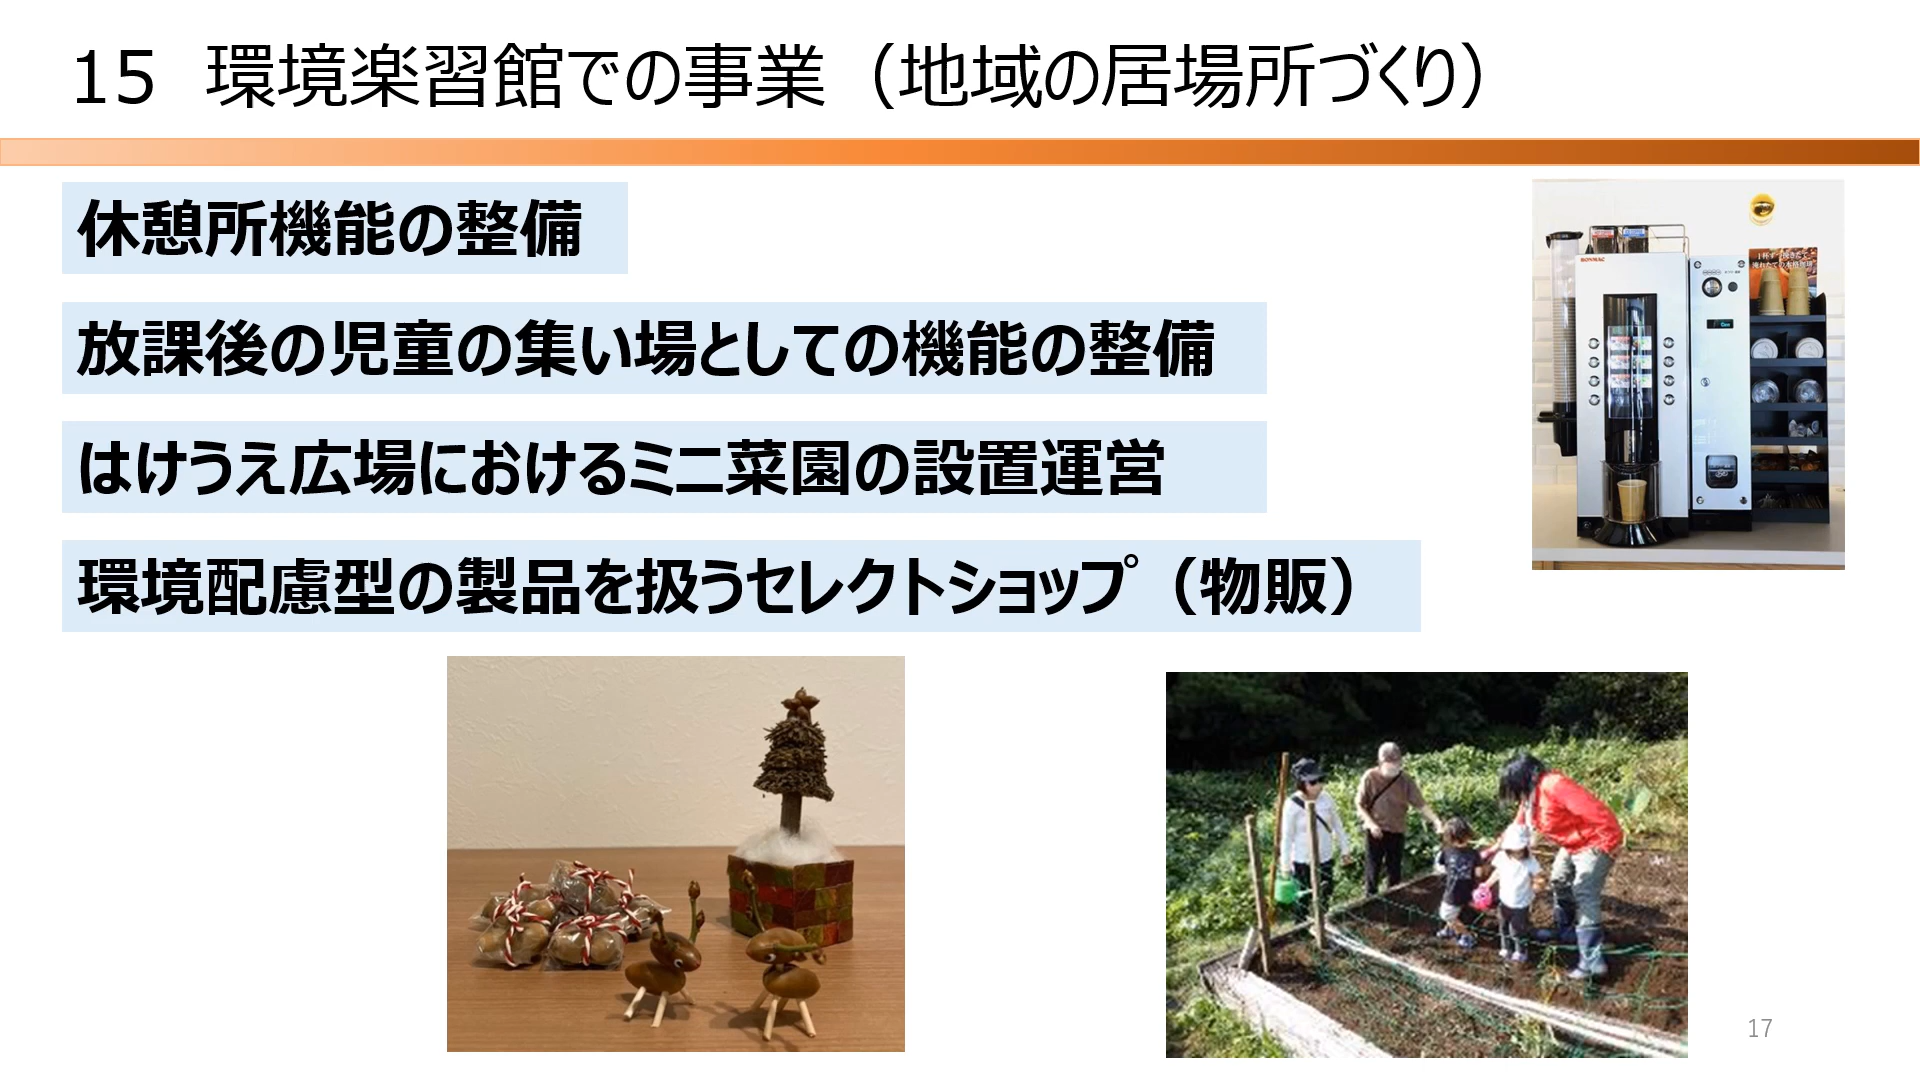 15 環境楽習館での事業（地域の居場所づくり）
休憩所機能の整備
放課後の児童の集い場としての機能の整備
はけうえ広場におけるミニ菜園の設置運営
環境配慮型の製品を扱うセレクトショップ（物販）
BONMAC
17